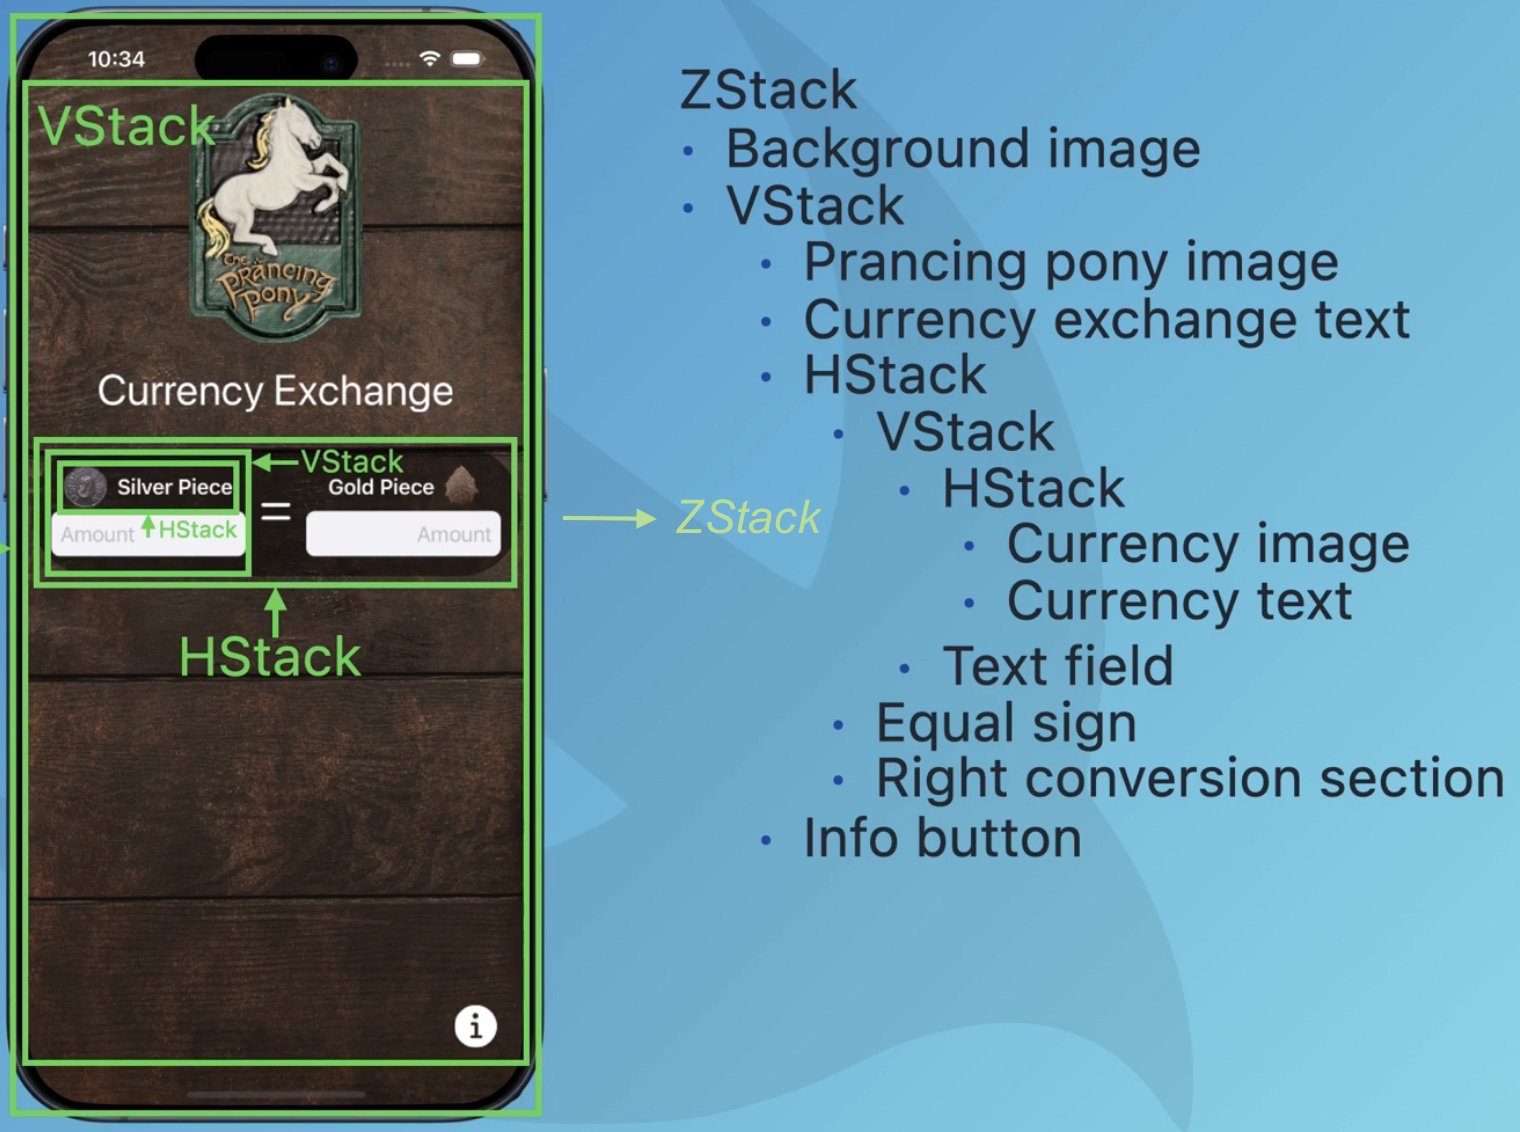 10:34
VStack
The
Prancing
Pony
Currency Exchange
VStack
Silver Piece
Gold Piece
=
Amount
HStack
Amount
HStack
ZStack
ZStack
• Background image
• VStack
• Prancing pony image
• Currency exchange text
• HStack
• VStack
• HStack
• Currency image
• Currency text
• Text field
• Equal sign
• Right conversion section
• Info button
i